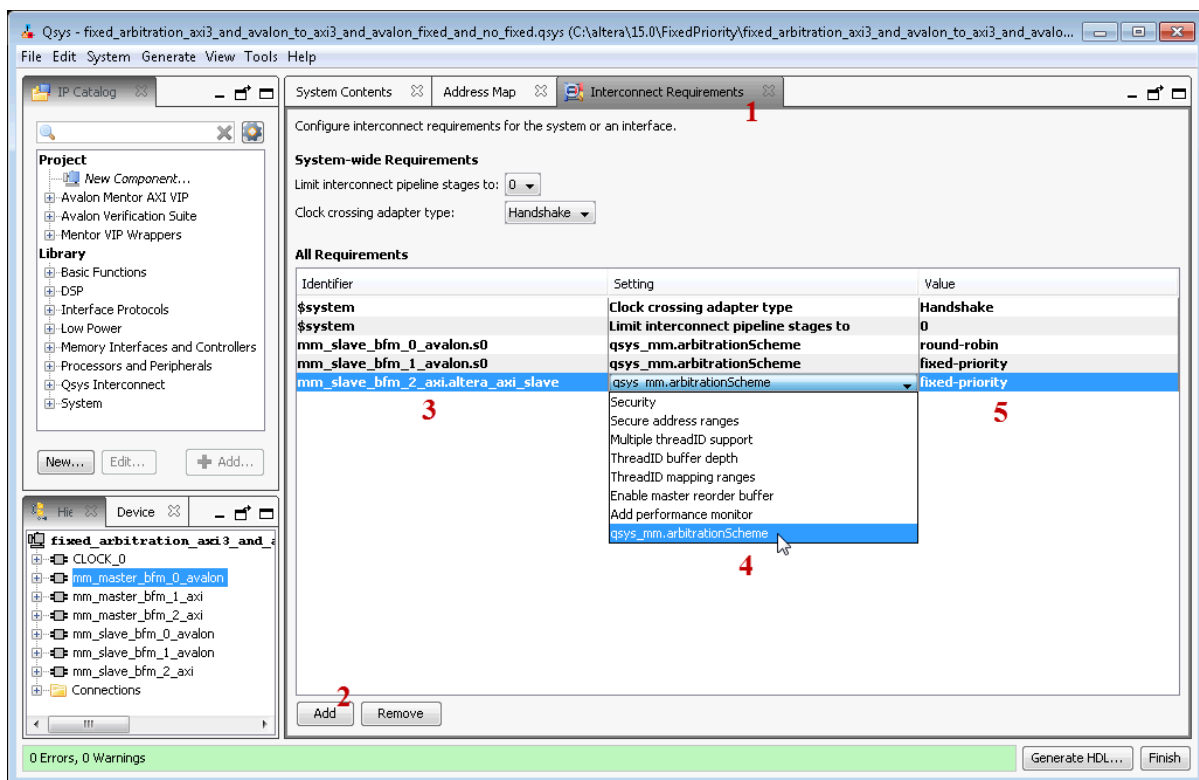 Qsys - fixed_arbitration_axi3_and_avalon_to_axi3_and_avalon_fixed_and_no_fixed.qsys (C:\altera\15.0\FixedPriority\fixed_arbitration_axi3_and_avalon_to_axi3_and_avalo...
File Edit System Generate View Tools Help
IP Catalog
Project
New Component...
Avalon Mentor AXI VIP
Avalon Verification Suite
Mentor VIP Wrappers
Library
Basic Functions
DSP
Interface Protocols
Low Power
Memory Interfaces and Controllers
Processors and Peripherals
Qsys Interconnect
System
New... Edit... Add...
Hie Device
fixed_arbitration_axi3_and_a
CLOCK_0
mm_master_bfm_0_avalon
mm_master_bfm_1_axi
mm_master_bfm_2_axi
mm_slave_bfm_0_avalon
mm_slave_bfm_1_avalon
mm_slave_bfm_2_axi
Connections
System Contents Address Map Interconnect Requirements
1
Configure interconnect requirements for the system or an interface.
System-wide Requirements
Limit interconnect pipeline stages to: 0
Clock crossing adapter type: Handshake
All Requirements
Identifier Setting Value
$system Clock crossing adapter type Handshake
$system Limit interconnect pipeline stages to 0
mm_slave_bfm_0_avalon.s0 qsys_mm.arbitrationScheme round-robin
mm_slave_bfm_1_avalon.s0 qsys_mm.arbitrationScheme fixed-priority
mm_slave_bfm_2_axi.altera_axi_slave qsys_mm.arbitrationScheme fixed-priority
3 5
Security
Secure address ranges
Multiple threadID support
ThreadID buffer depth
ThreadID mapping ranges
Enable master reorder buffer
Add performance monitor
qsys_mm.arbitrationScheme
4
2
Add Remove
0 Errors, 0 Warnings Generate HDL... Finish